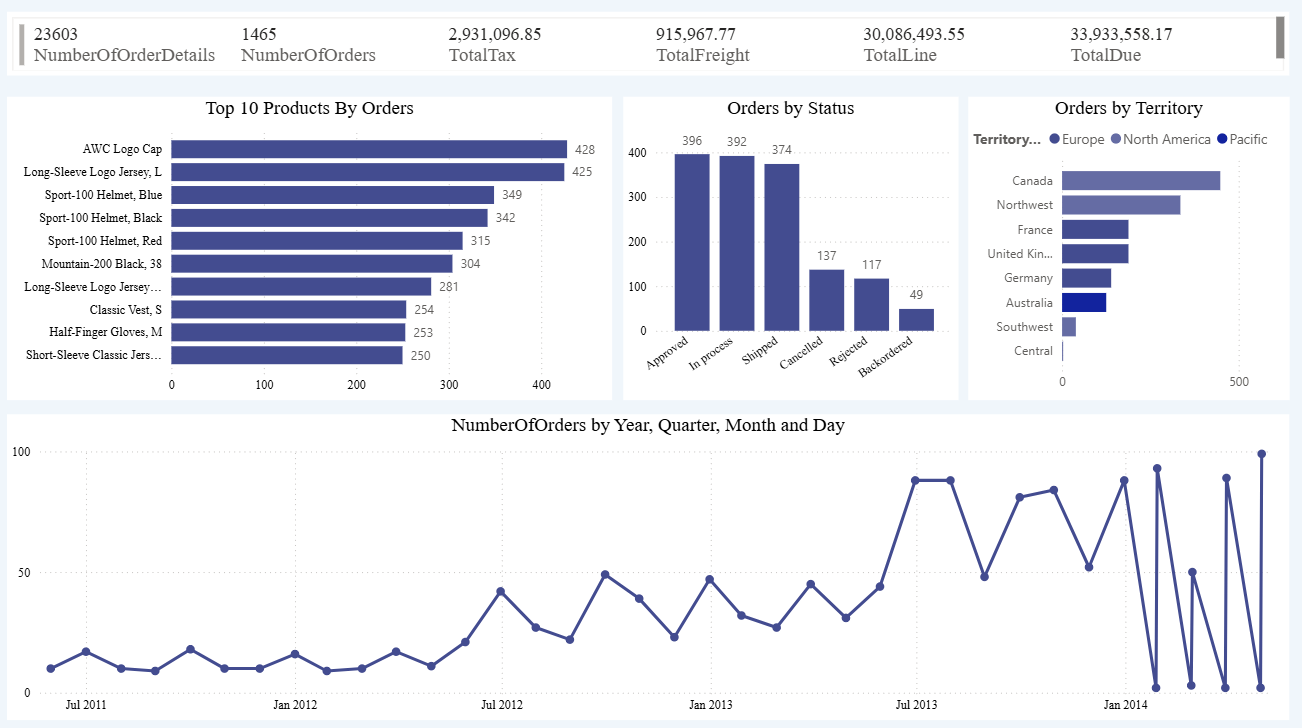 23603 1465 2,931,096.85 915,967.77 30,086,493.55 33,933,558.17
NumberOfOrderDetails NumberOfOrders TotalTax TotalFreight TotalLine TotalDue
Top 10 Products By Orders
AWC Logo Cap 428
Long-Sleeve Logo Jersey, L 425
Sport-100 Helmet, Blue 349
Sport-100 Helmet, Black 342
Sport-100 Helmet, Red 315
Mountain-200 Black, 38 304
Long-Sleeve Logo Jersey... 281
Classic Vest, S 254
Half-Finger Gloves, M 253
Short-Sleeve Classic Jers... 250
0 100 200 300 400
Orders by Status
396 392 374 137 117 49
400
300
200
100
0
Approved In process Shipped Cancelled Rejected Backordered
Orders by Territory
Territory... Europe North America Pacific
Canada
Northwest
France
United Kin...
Germany
Australia
Southwest
Central
0 500
NumberOfOrders by Year, Quarter, Month and Day
100
50
0
Jul 2011 Jan 2012 Jul 2012 Jan 2013 Jul 2013 Jan 2014